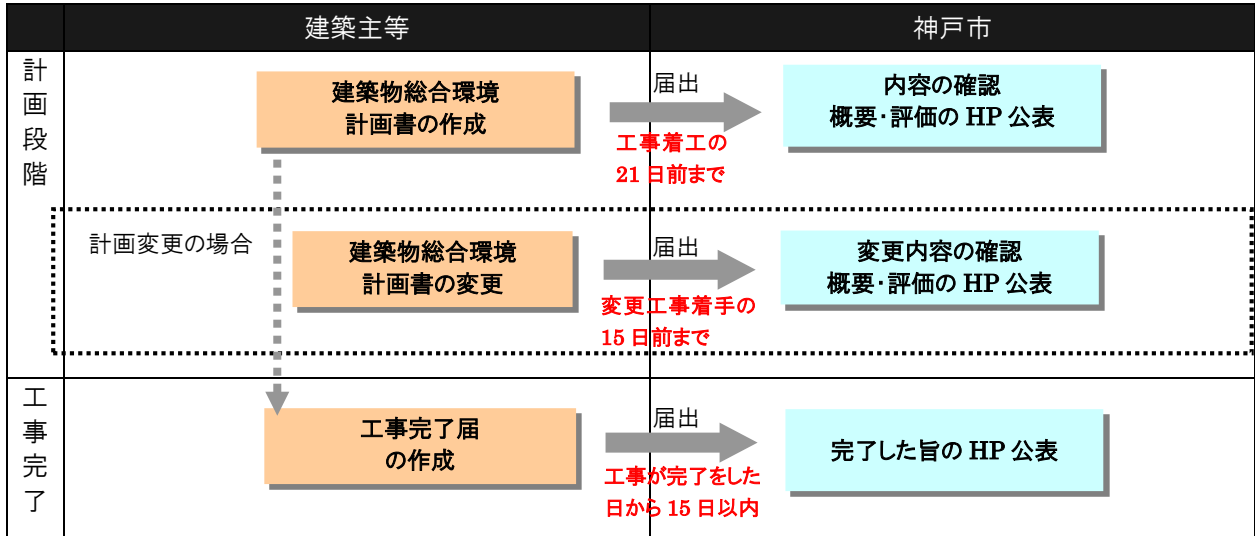 建築主等
神戸市
計画段階
建築物総合環境
計画書の作成
届出
工事着工の
21日前まで
内容の確認
概要･評価の HP 公表
計画変更の場合
建築物総合環境
計画書の変更
届出
変更工事着手の
15日前まで
変更内容の確認
概要･評価の HP 公表
工事完了
工事完了届
の作成
届出
工事が完了をした
日から15日以内
完了した旨の HP 公表